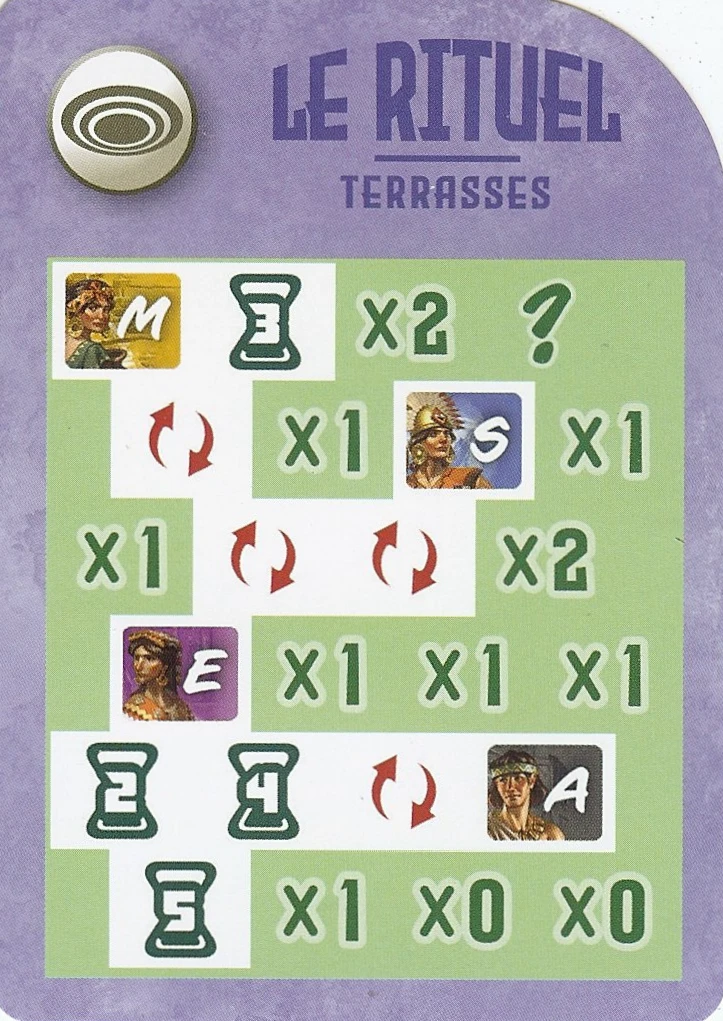 LE RITUEL
TERRASSES
M 3 x2 ?
x1 S x1
x1 x2
E x1 x1 x1
2 4 A
5 x1 x0 x0